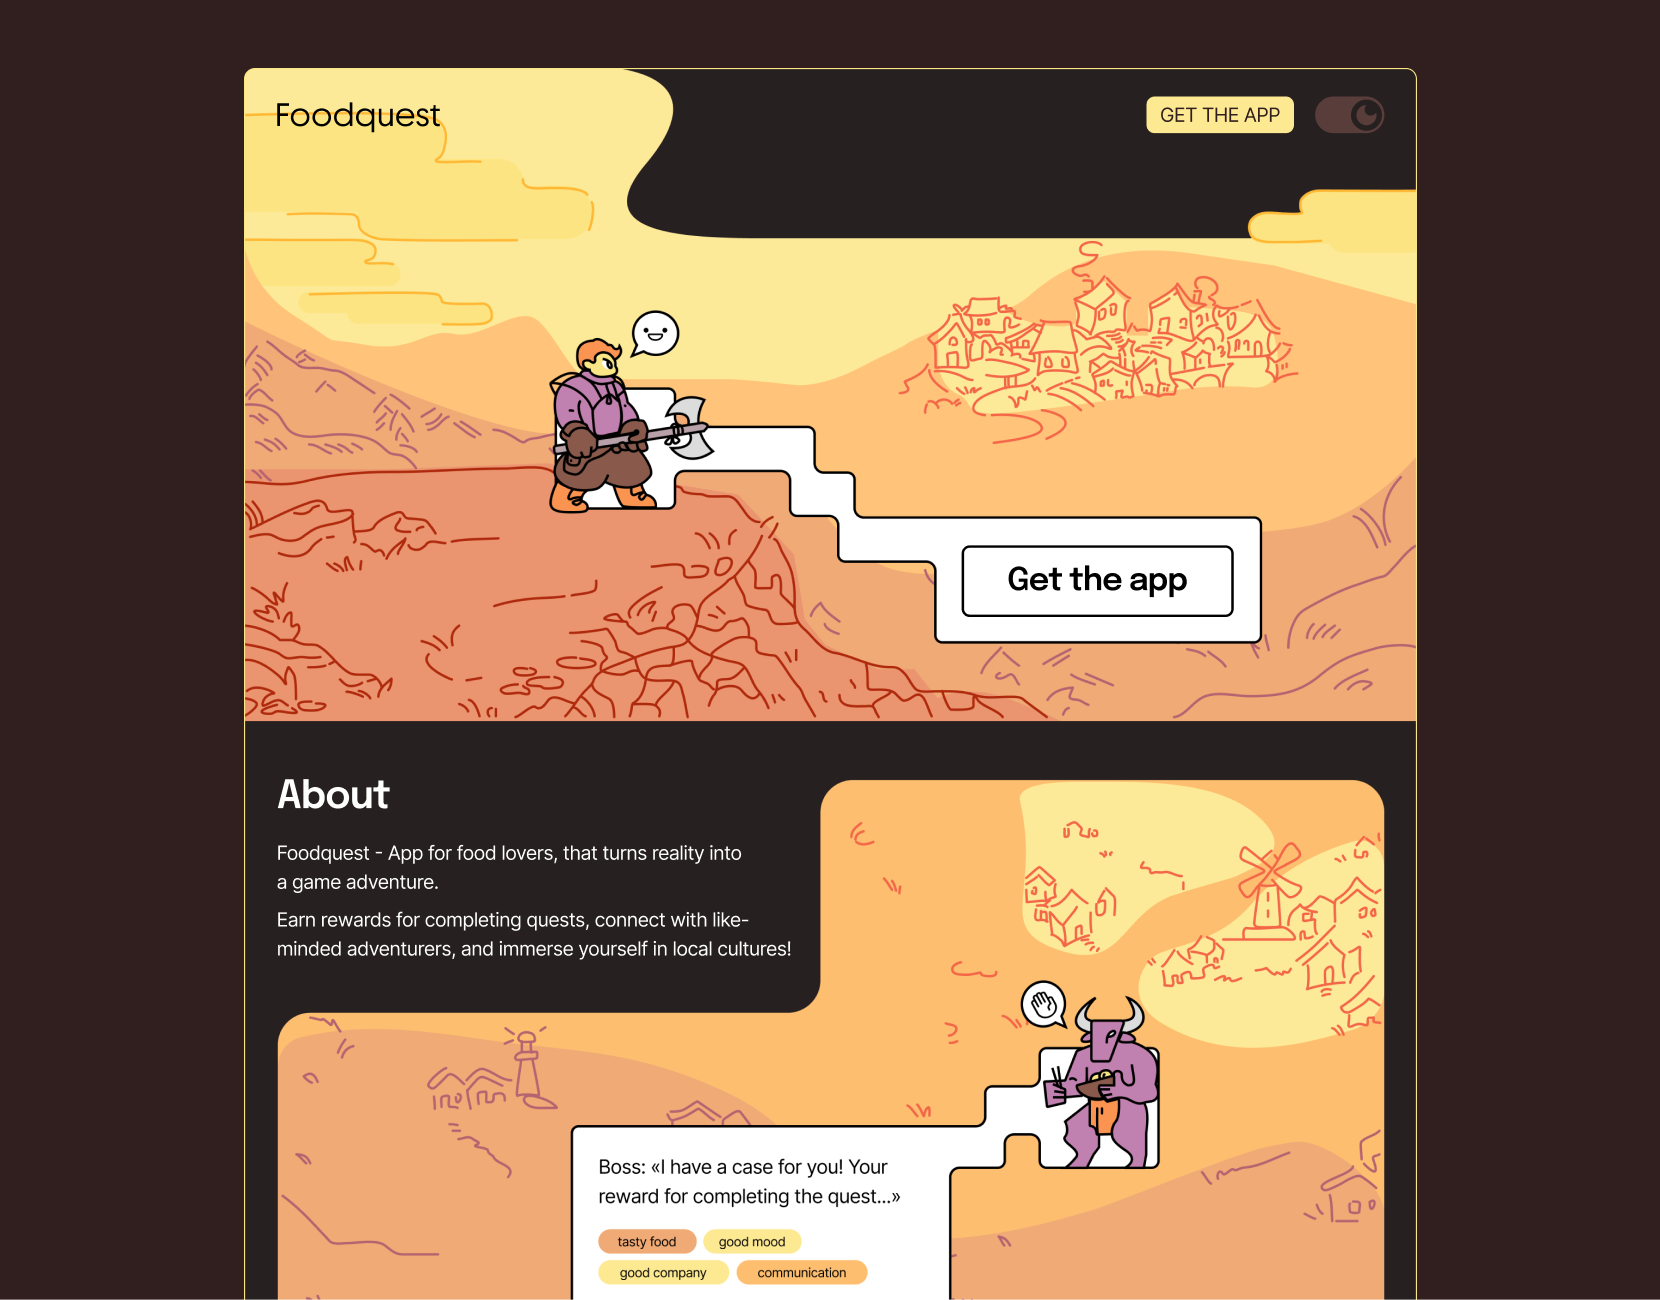 Foodquest
GET THE APP
Get the app
About
Foodquest - App for food lovers, that turns reality into
a game adventure.
Earn rewards for completing quests, connect with like-
minded adventurers, and immerse yourself in local cultures!
Boss: «I have a case for you! Your
reward for completing the quest...»
tasty food
good mood
good company
communication